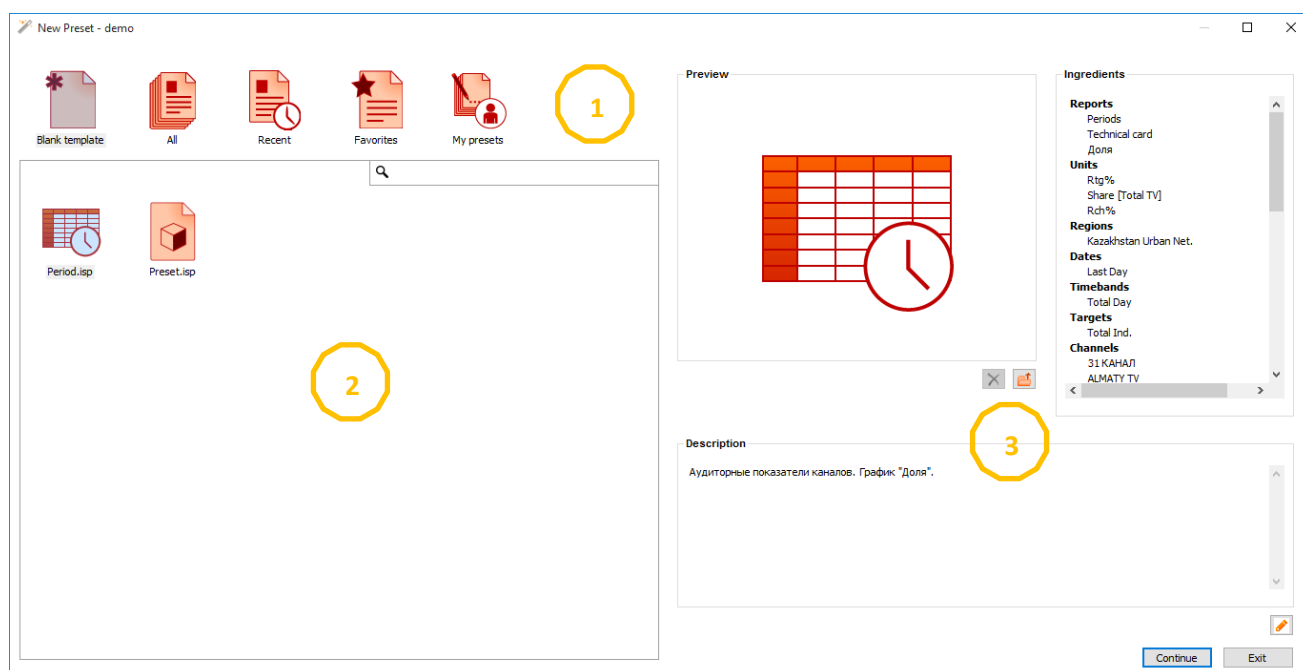 New Preset - demo
Blank template
All
Recent
Favorites
My presets
1
Period.isp
Preset.isp
2
Preview
Ingredients
Reports
Periods
Technical card
Доля
Units
Rtg%
Share [Total TV]
Rch%
Regions
Kazakhstan Urban Net.
Dates
Last Day
Timebands
Total Day
Targets
Total Ind.
Channels
31 КАНАЛ
ALMATY TV
3
Description
Аудиторные показатели каналов. График "Доля".
Continue
Exit